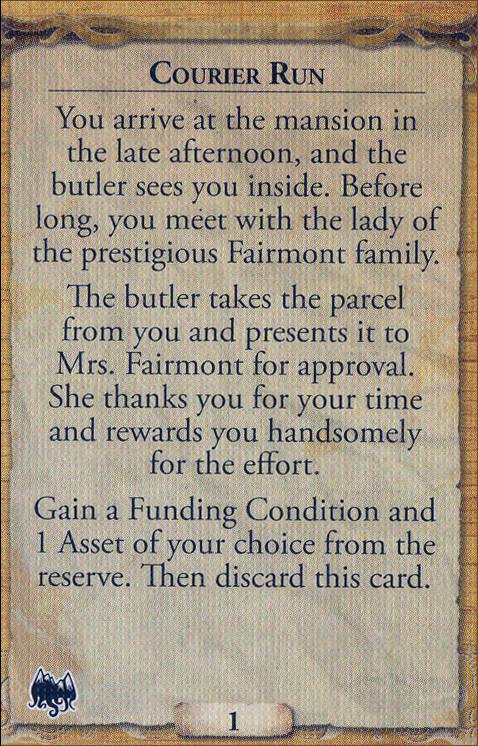 Courier Run
You arrive at the mansion in
the late afternoon, and the
butler sees you inside. Before
long, you meet with the lady of
the prestigious Fairmont family.
The butler takes the parcel
from you and presents it to
Mrs. Fairmont for approval.
She thanks you for your time
and rewards you handsomely
for the effort.
Gain a Funding Condition and
1 Asset of your choice from the
reserve. Then discard this card.
1